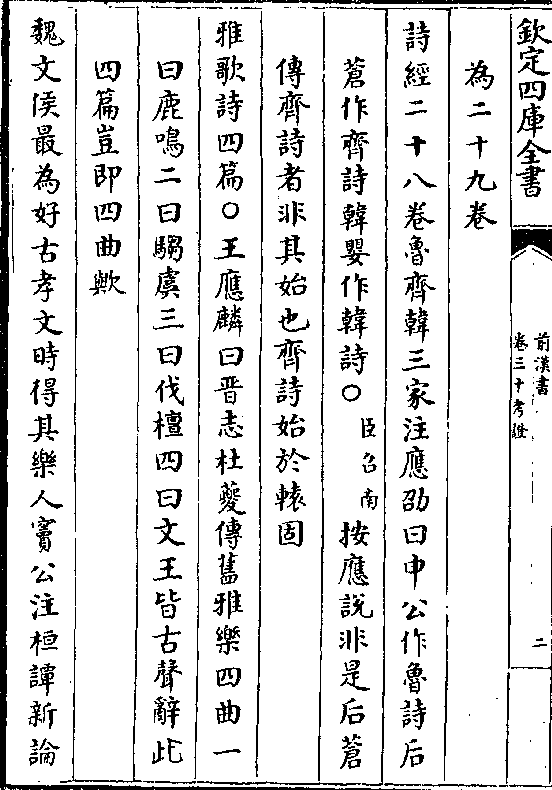 欽定四庫全書
前漢書
卷三十考證
二
為二十九卷
詩經二十八卷魯齊韓三家注應劭曰申公作魯詩后
蒼作齊詩韓嬰作韓詩〇臣召南按應說非是后蒼
傳齊詩者非其始也齊詩始於轅固
雅歌詩四篇〇王應麟曰晋志杜夔傳舊雅樂四曲一
曰鹿鳴二曰騶虞三曰伐檀四曰文王皆古聲辭此
四篇豈即四曲歟
魏文侯最為好古孝文時得其樂人竇公注桓譚新論